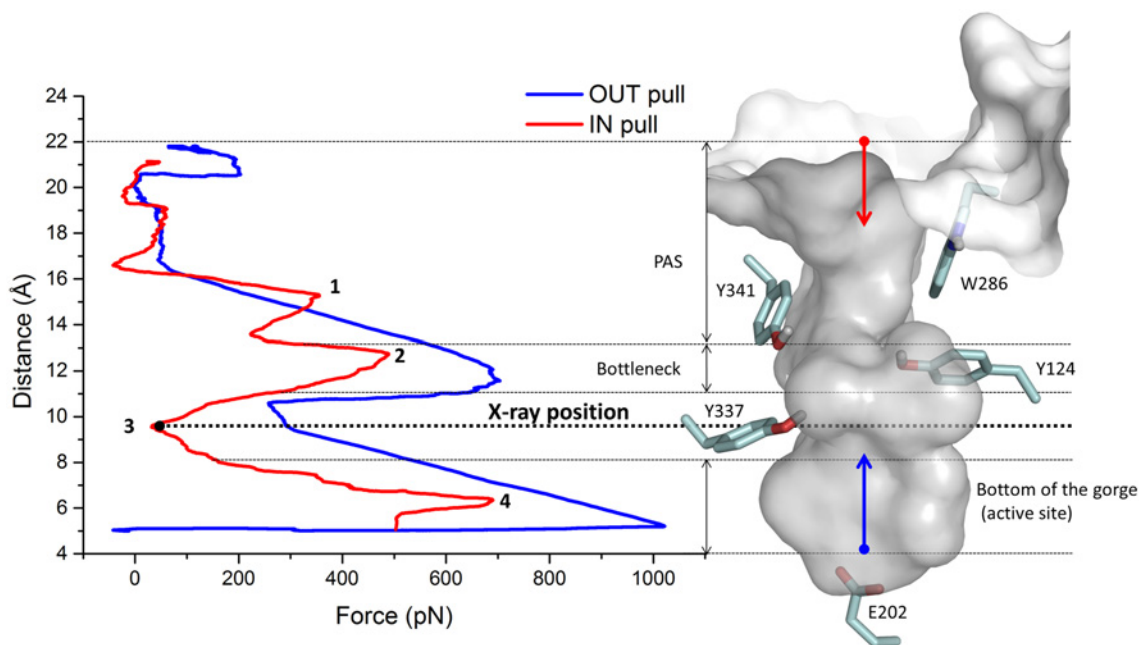 OUT pull
IN pull
24
22
20
18
16
14
12
10
8
6
4
Distance (Å)
1
2
3
4
X-ray position
0
200
400
600
800
1000
Force (pN)
PAS
Bottleneck
Bottom of the gorge
(active site)
Y341
W286
Y124
Y337
E202